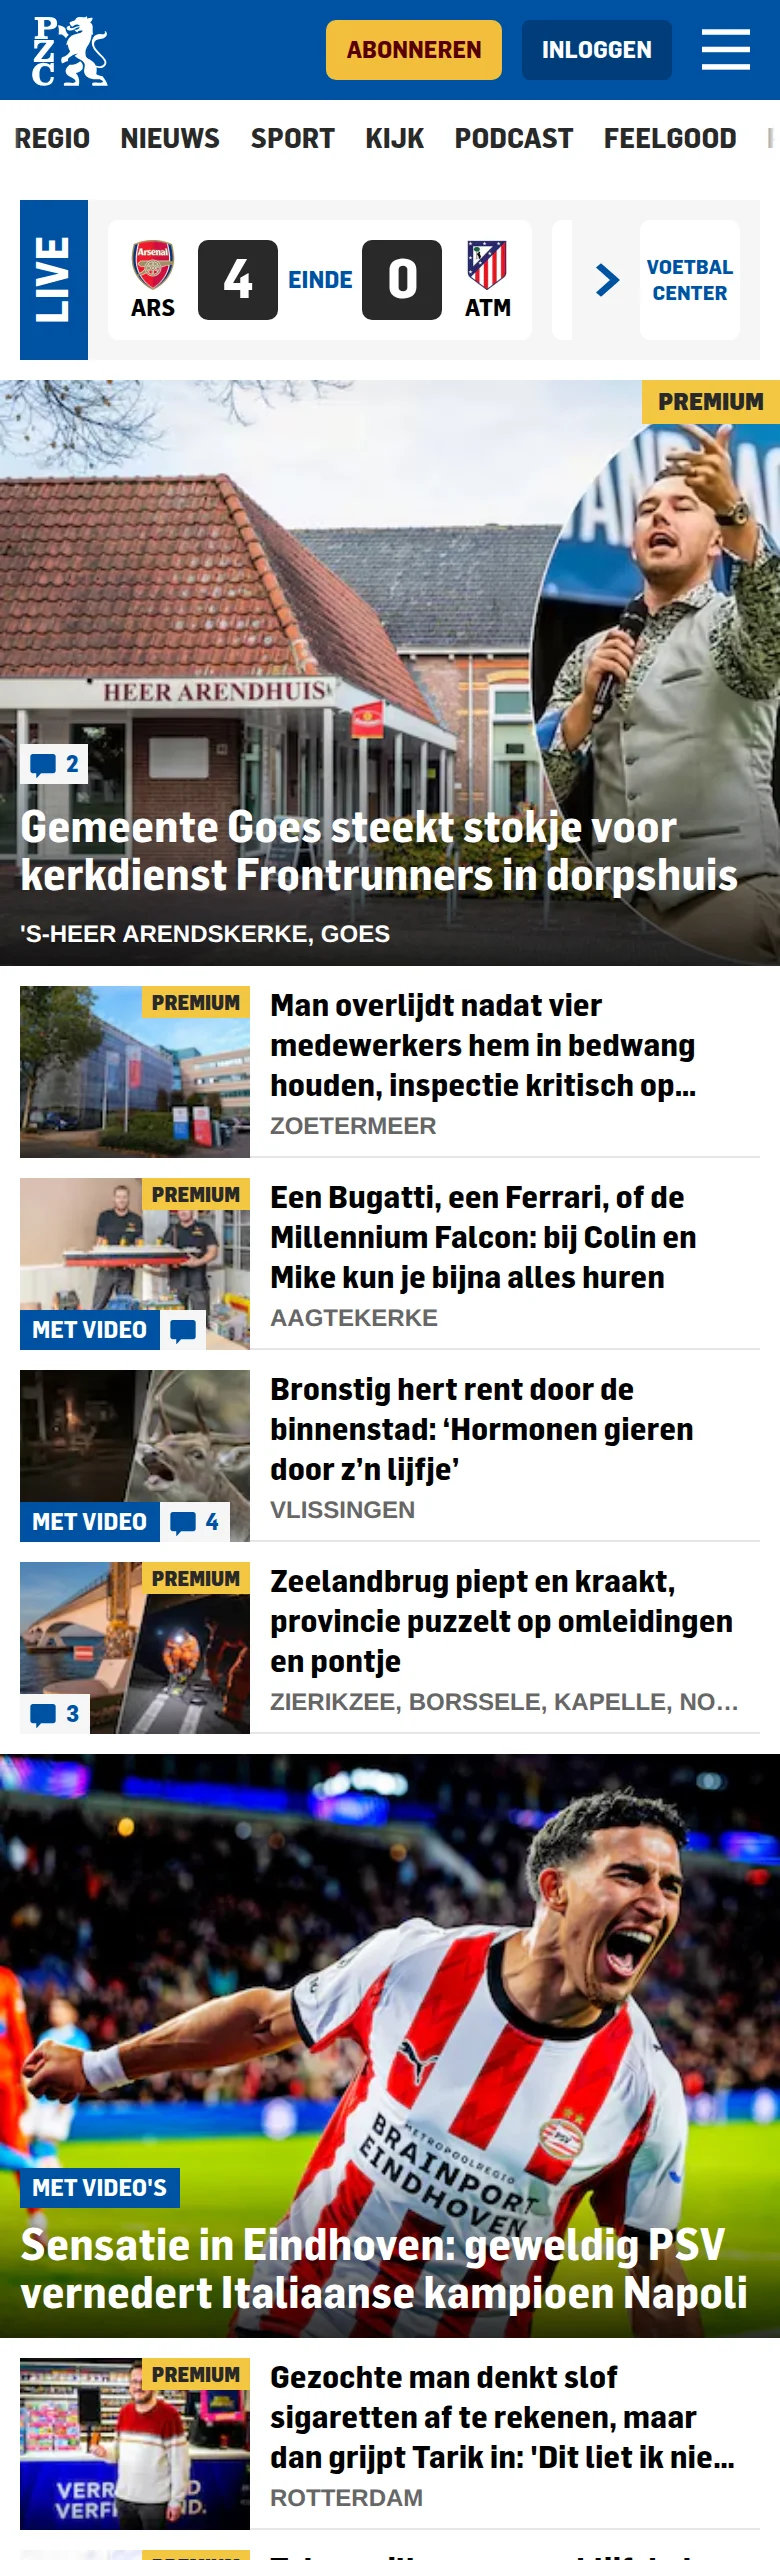 PZC
ABONNEREN
INLOGGEN
REGIO NIEUWS SPORT KIJK PODCAST FEELGOOD
LIVE
Arsenal
ARS
4
EINDE
0
ATM
VOETBAL
CENTER
PREMIUM
HEER ARENDHUIS
2
Gemeente Goes steekt stokje voor
kerkdienst Frontrunners in dorpshuis
'S-HEER ARENDSKERKE, GOES
PREMIUM
Man overlijdt nadat vier
medewerkers hem in bedwang
houden, inspectie kritisch op...
ZOETERMEER
PREMIUM
MET VIDEO
Een Bugatti, een Ferrari, of de
Millennium Falcon: bij Colin en
Mike kun je bijna alles huren
AAGTEKERKE
MET VIDEO
4
Bronstig hert rent door de
binnenstad: ‘Hormonen gieren
door z’n lijfje’
VLISSINGEN
PREMIUM
3
Zeelandbrug piept en kraakt,
provincie puzzelt op omleidingen
en pontje
ZIERIKZEE, BORSSELE, KAPELLE, NO...
PSV
METROPOOLREGIO
BRAINPORT
EINDHOVEN
MET VIDEO'S
Sensatie in Eindhoven: geweldig PSV
vernedert Italiaanse kampioen Napoli
PREMIUM
Gezochte man denkt slof
sigaretten af te rekenen, maar
dan grijpt Tarik in: 'Dit liet ik nie...
ROTTERDAM